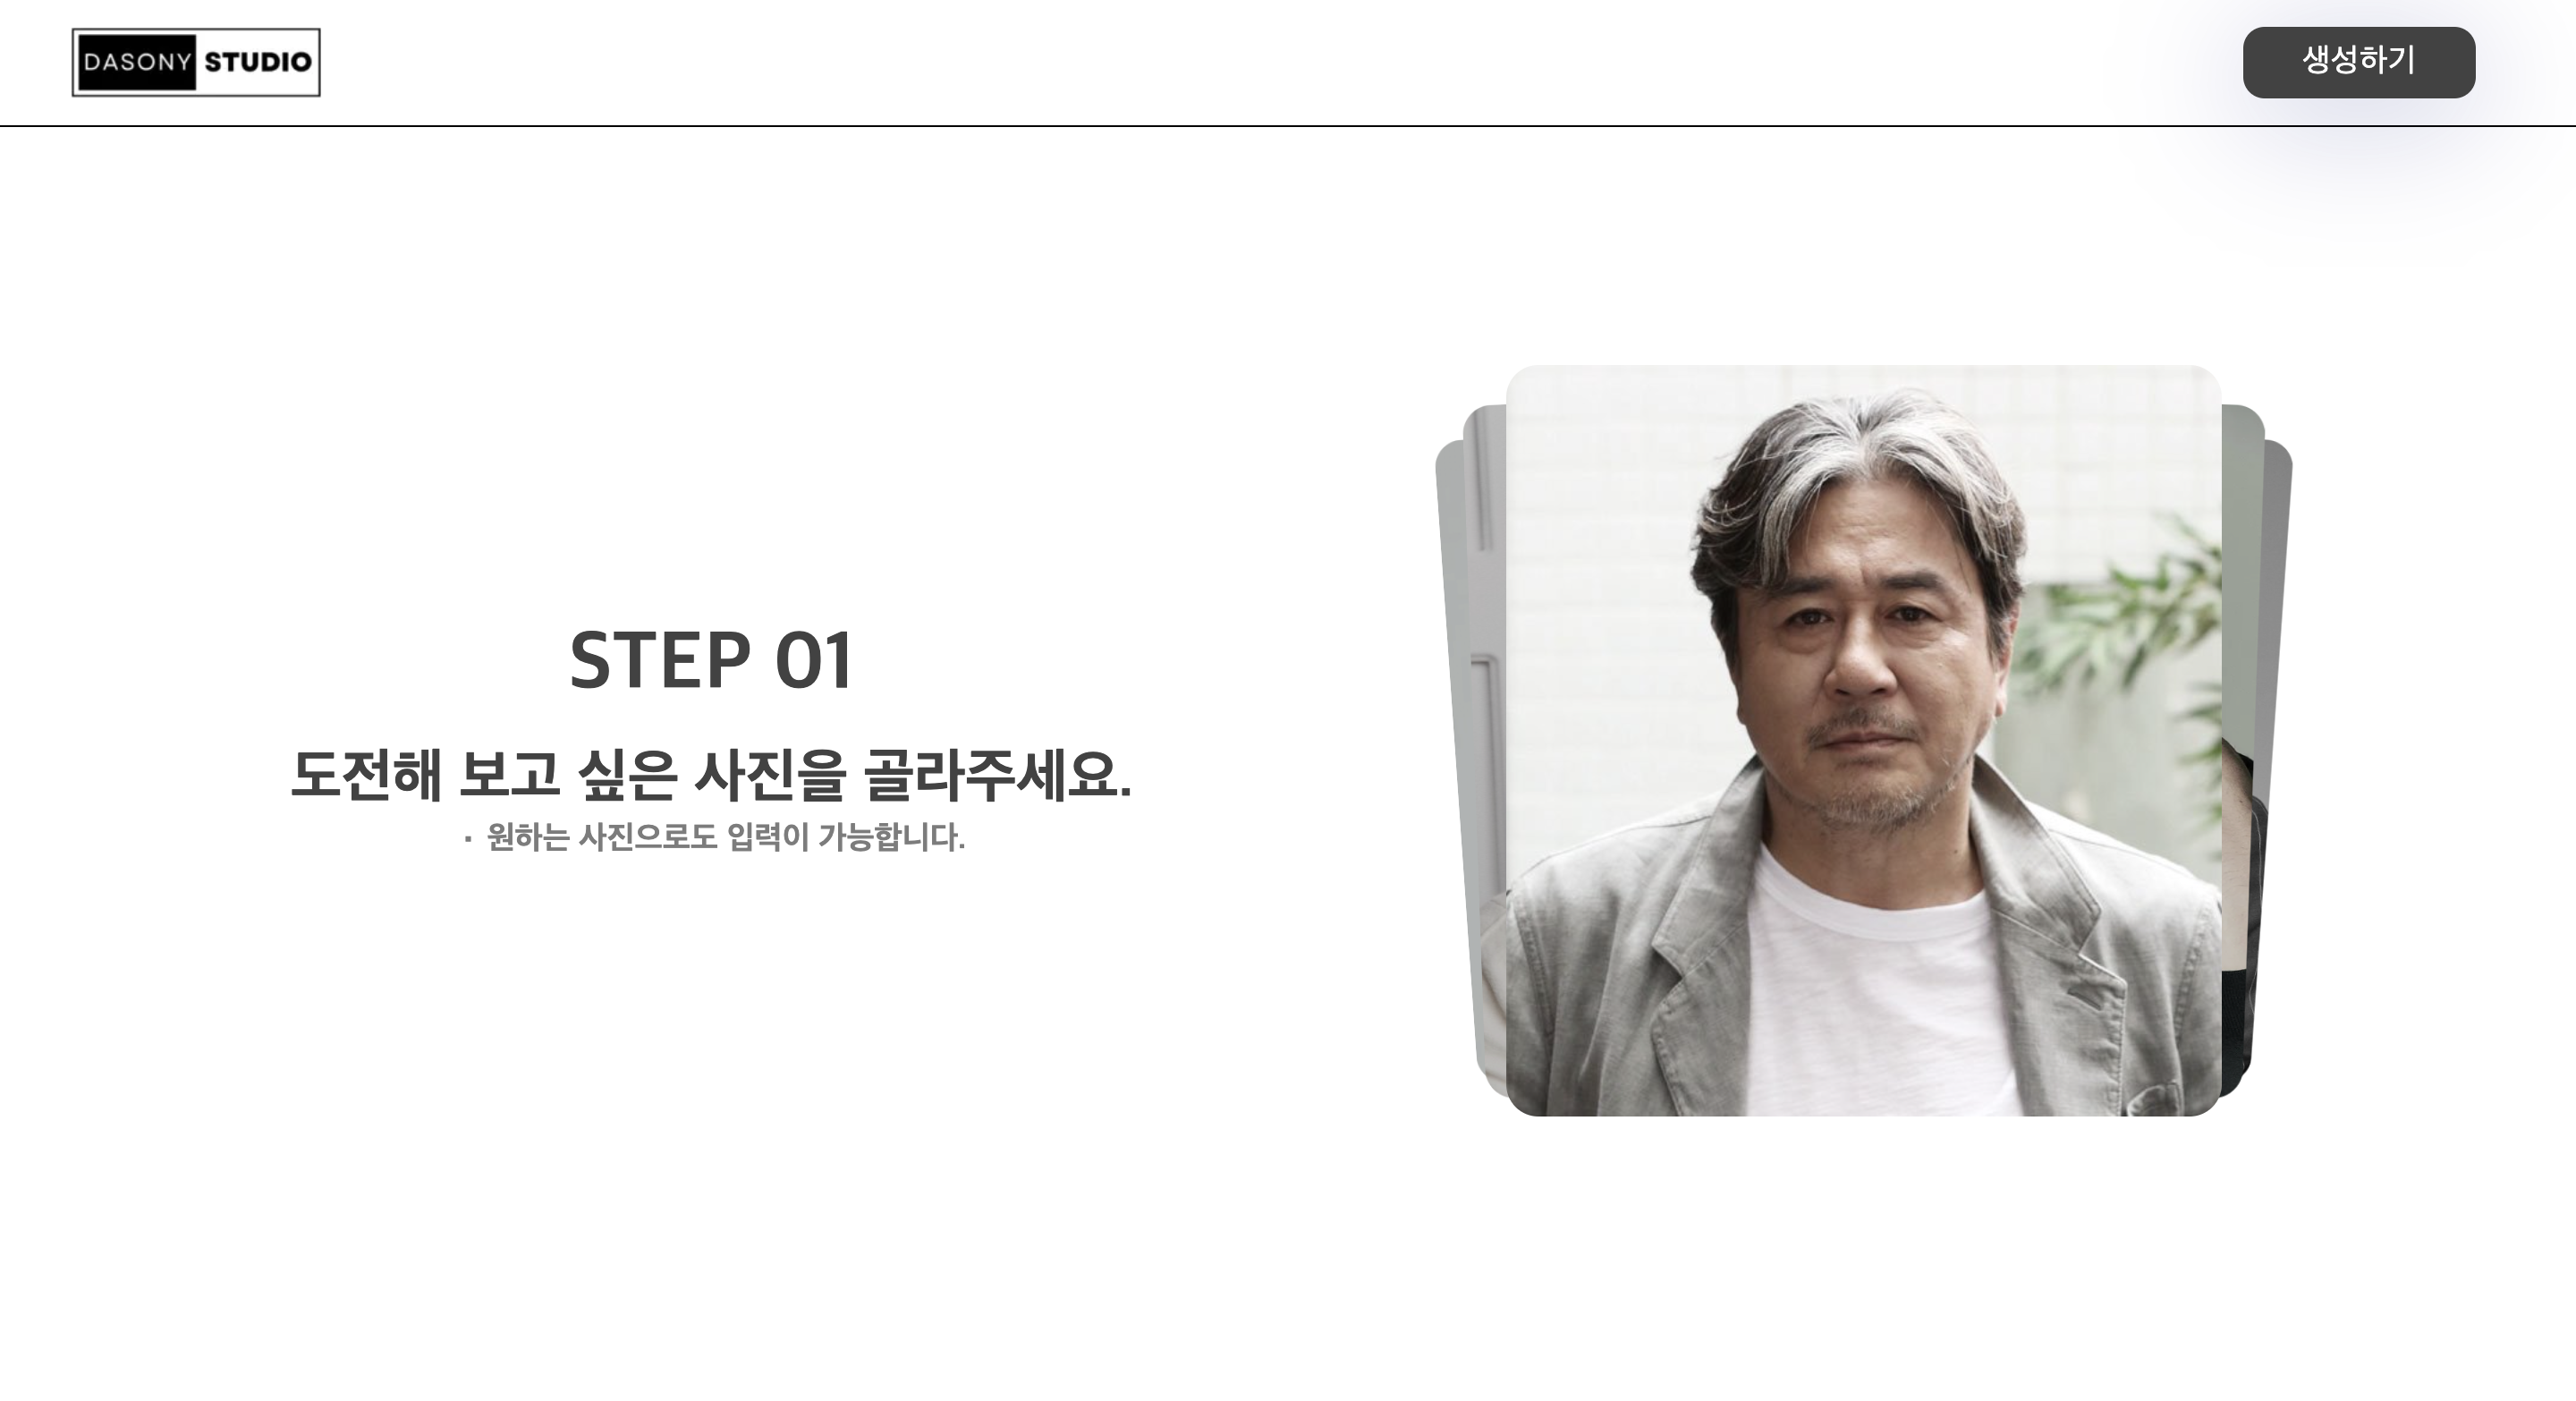 DASONY STUDIO
생성하기
STEP 01
도전해 보고 싶은 사진을 골라주세요.
· 원하는 사진으로도 입력이 가능합니다.